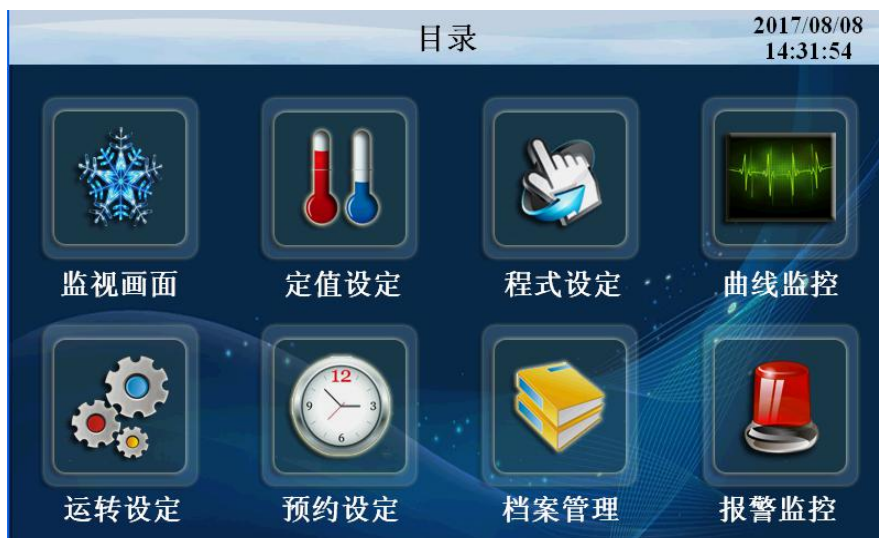 目录
2017/08/08
14:31:54
监视画面
定值设定
程式设定
曲线监控
12
9
3
6
运转设定
预约设定
档案管理
报警监控